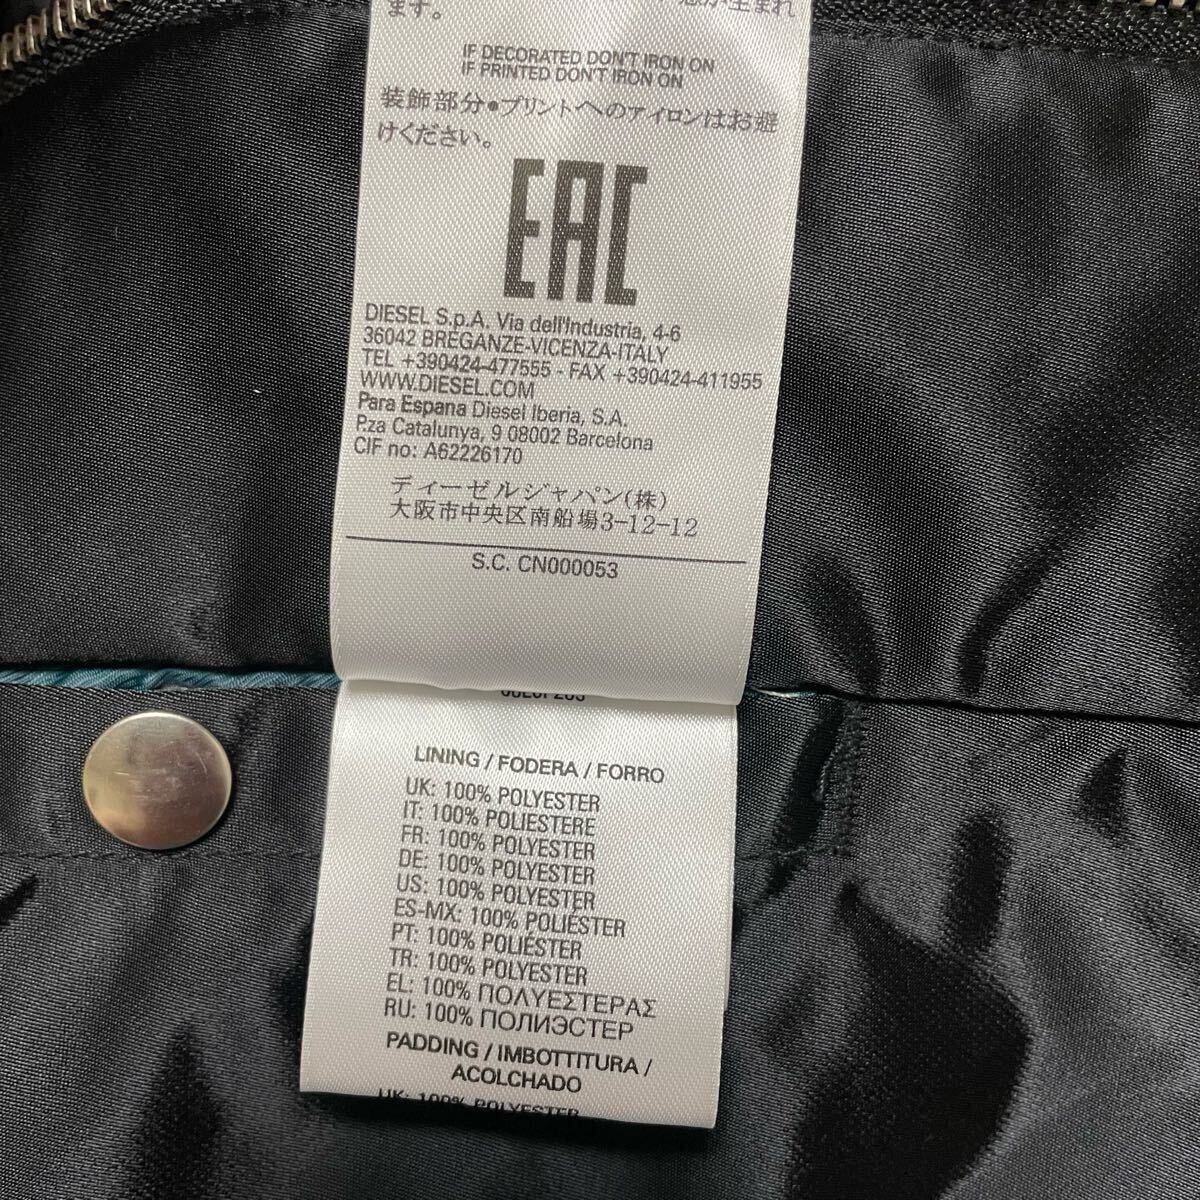 ます。
IF DECORATED DON'T IRON ON
IF PRINTED DON'T IRON ON
装飾部分●プリントへのアイロンはお避
けください。
EAC
DIESEL S.p.A. Via dell'Industria, 4-6
36042 BREGANZE-VICENZA-ITALY
TEL +390424-477555 - FAX +390424-411955
WWW.DIESEL.COM
Para Espana Diesel Iberia, S.A.
P.za Catalunya, 9 08002 Barcelona
CIF no: A62226170
ディーゼルジャパン(株)
大阪市中央区南船場3-12-12
S.C. CN000053
LINING / FODERA / FORRO
UK: 100% POLYESTER
IT: 100% POLIESTERE
FR: 100% POLYESTER
DE: 100% POLYESTER
US: 100% POLYESTER
ES-MX: 100% POLIÉSTER
PT: 100% POLIÉSTER
TR: 100% POLYESTER
EL: 100% ΠΟΛΥΕΣΤΕΡΑΣ
RU: 100% ПОЛИЭСТЕР
PADDING / IMBOTTITURA /
ACOLCHADO
UK: 100% POLYESTER